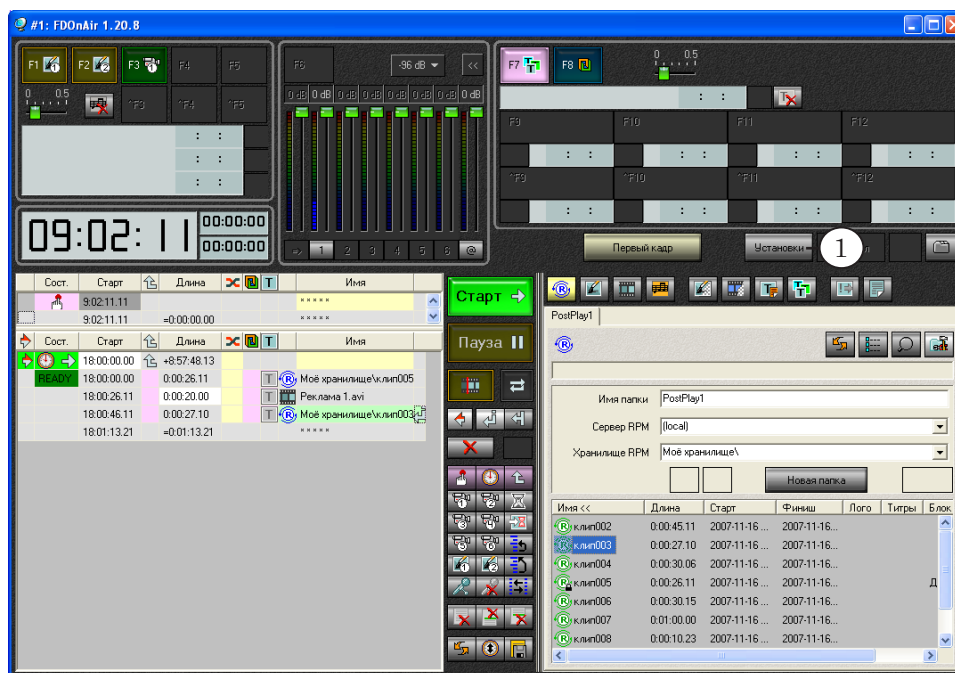 #1: FDOnAir 1.20.8
F1 F2 F3 F4 F5
0 0.5 ^F3 ^F4 ^F5
: :
: :
: :
09:02:11
00:00:00
00:00:00
F6 -96 dB <<
0 dB 0 dB 0 dB 0 dB 0 dB 0 dB 0 dB 0 dB
=> 1 2 3 4 5 6 @
F7 F8 0 0.5
: : Tx
F9 F10 F11 F12
: : : : : : : :
^F9 ^F10 ^F11 ^F12
: : : : : : : :
Первый кадр Установки 1
Сост. Старт Длина T Имя
9:02:11.11 * * * * *
9:02:11.11 =0:00:00.00 * * * * *
Сост. Старт Длина T Имя
18:00:00.00 +8:57:48.13
READY 18:00:00.00 0:00:26.11 T (R) Моё хранилище\клип005
18:00:26.11 0:00:20.00 T Реклама 1.avi
18:00:46.11 0:00:27.10 T (R) Моё хранилище\клип003
18:01:13.21 =0:01:13.21 * * * * *
Старт
Пауза
PostPlay1
edt
Имя папки PostPlay1
Сервер RPM (local)
Хранилище RPM Моё хранилище\
Новая папка
Имя << Длина Старт Финиш Лого Титры Блок
клип002 0:00:45.11 2007-11-16 ... 2007-11-16...
клип003 0:00:27.10 2007-11-16 ... 2007-11-16...
клип004 0:00:30.06 2007-11-16 ... 2007-11-16...
клип005 0:00:26.11 2007-11-16 ... 2007-11-16... Д
клип006 0:00:30.15 2007-11-16 ... 2007-11-16...
клип007 0:01:00.00 2007-11-16 ... 2007-11-16...
клип008 0:00:10.23 2007-11-16 ... 2007-11-16...